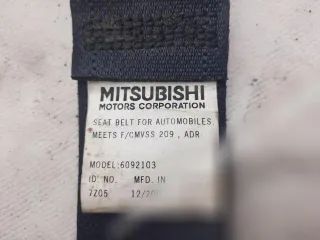 MITSUBISHI
MOTORS CORPORATION
SEAT BELT FOR AUTOMOBILES
MEETS F/CMVSS 209 , ADR
MODEL:6092103
ID NO. MFD. IN
7205